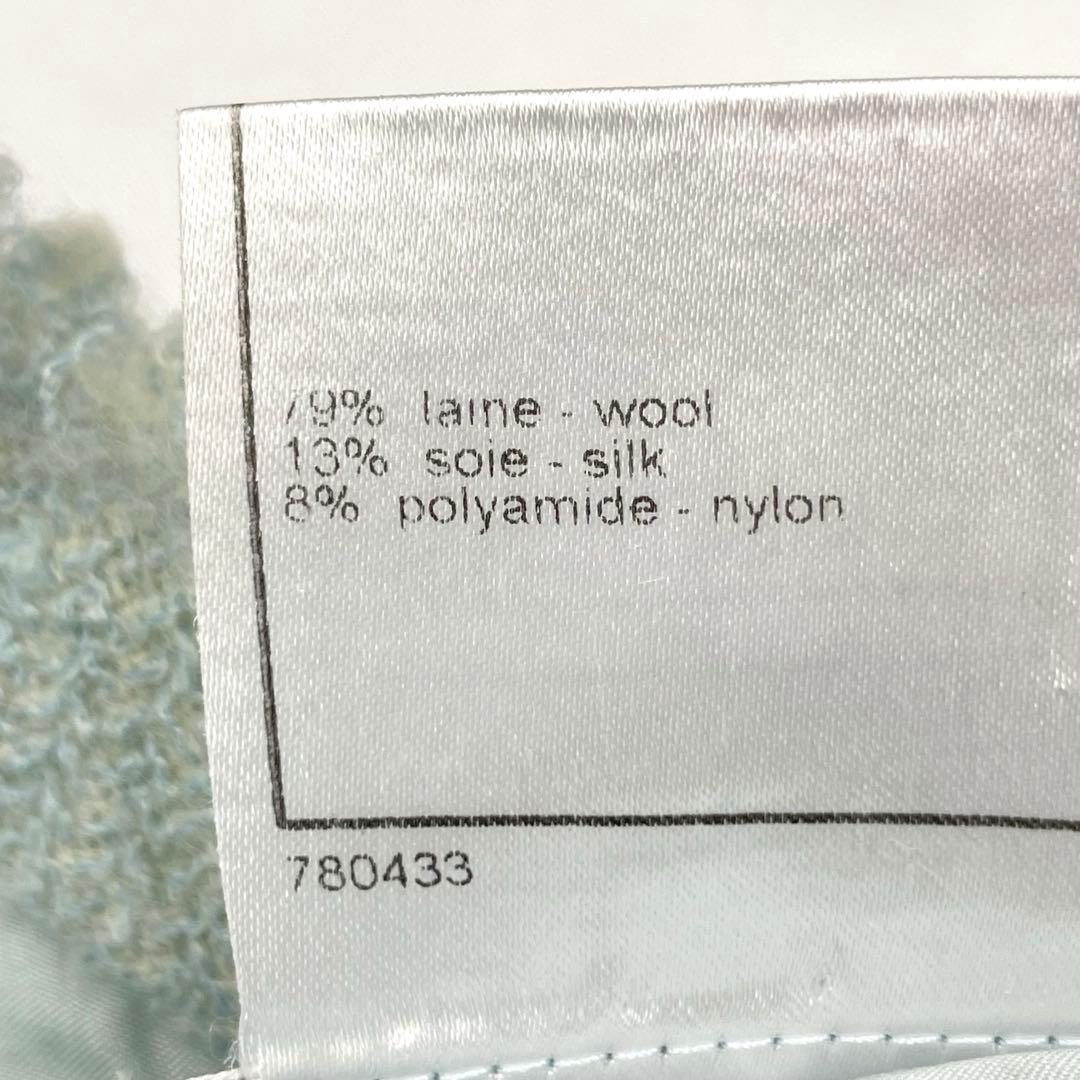 79% laine - wool
13% soie - silk
8% polyamide - nylon
780433